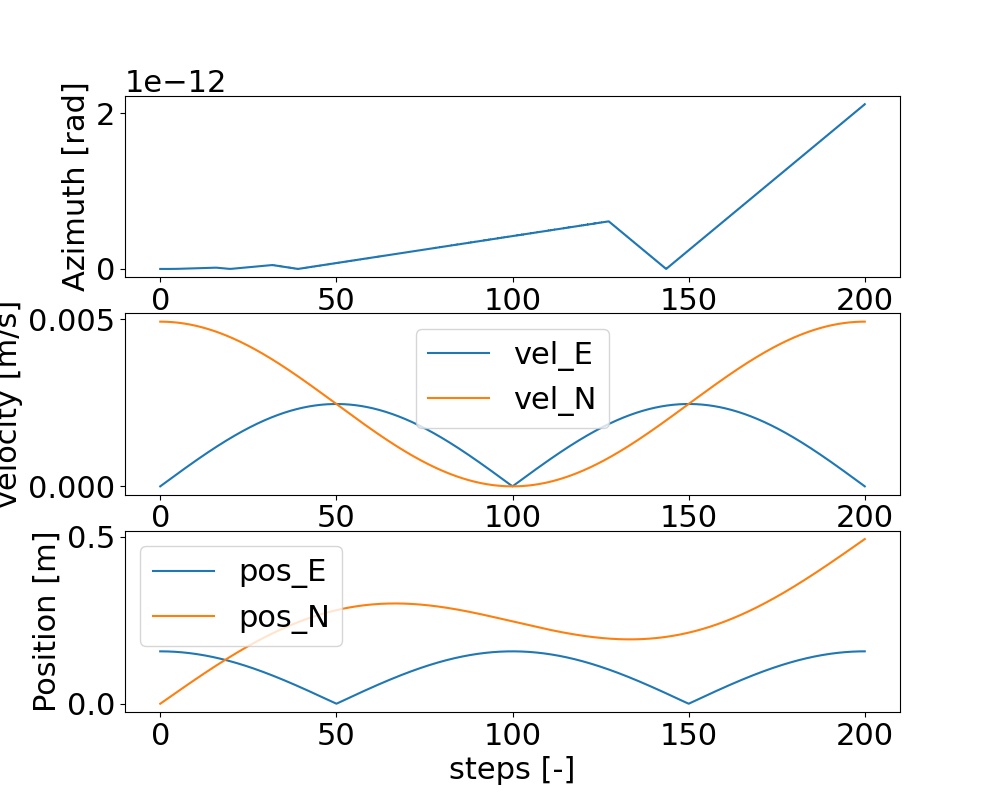 1e−12
Azimuth [rad]
2
0
0 50 100 150 200
Velocity [m/s]
0.005
0.000
vel_E
vel_N
0 50 100 150 200
Position [m]
0.5
0.0
pos_E
pos_N
0 50 100 150 200
steps [-]